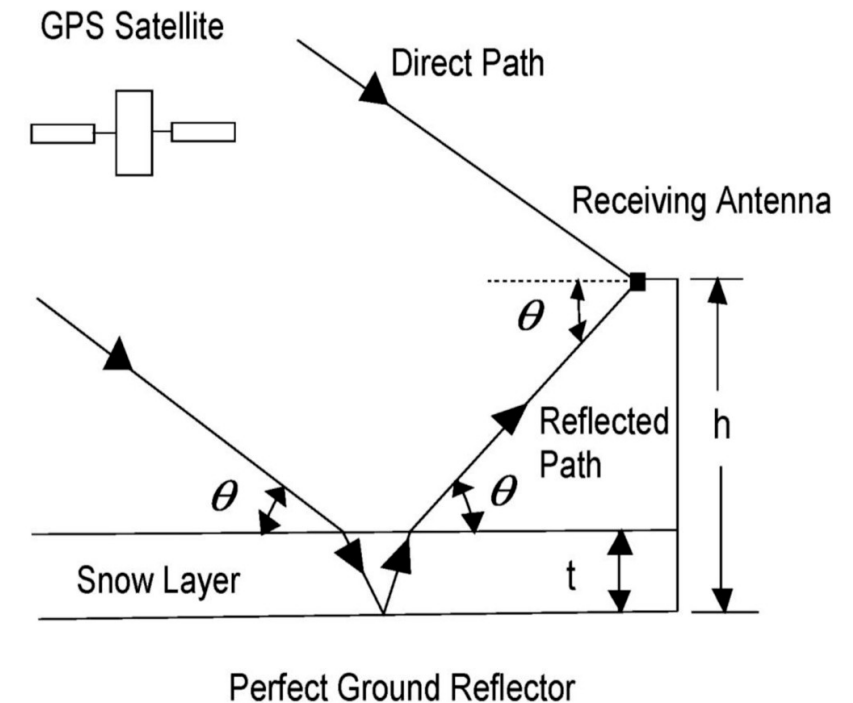 GPS Satellite
Direct Path
Receiving Antenna
θ
Reflected
Path
h
θ
θ
Snow Layer
t
Perfect Ground Reflector